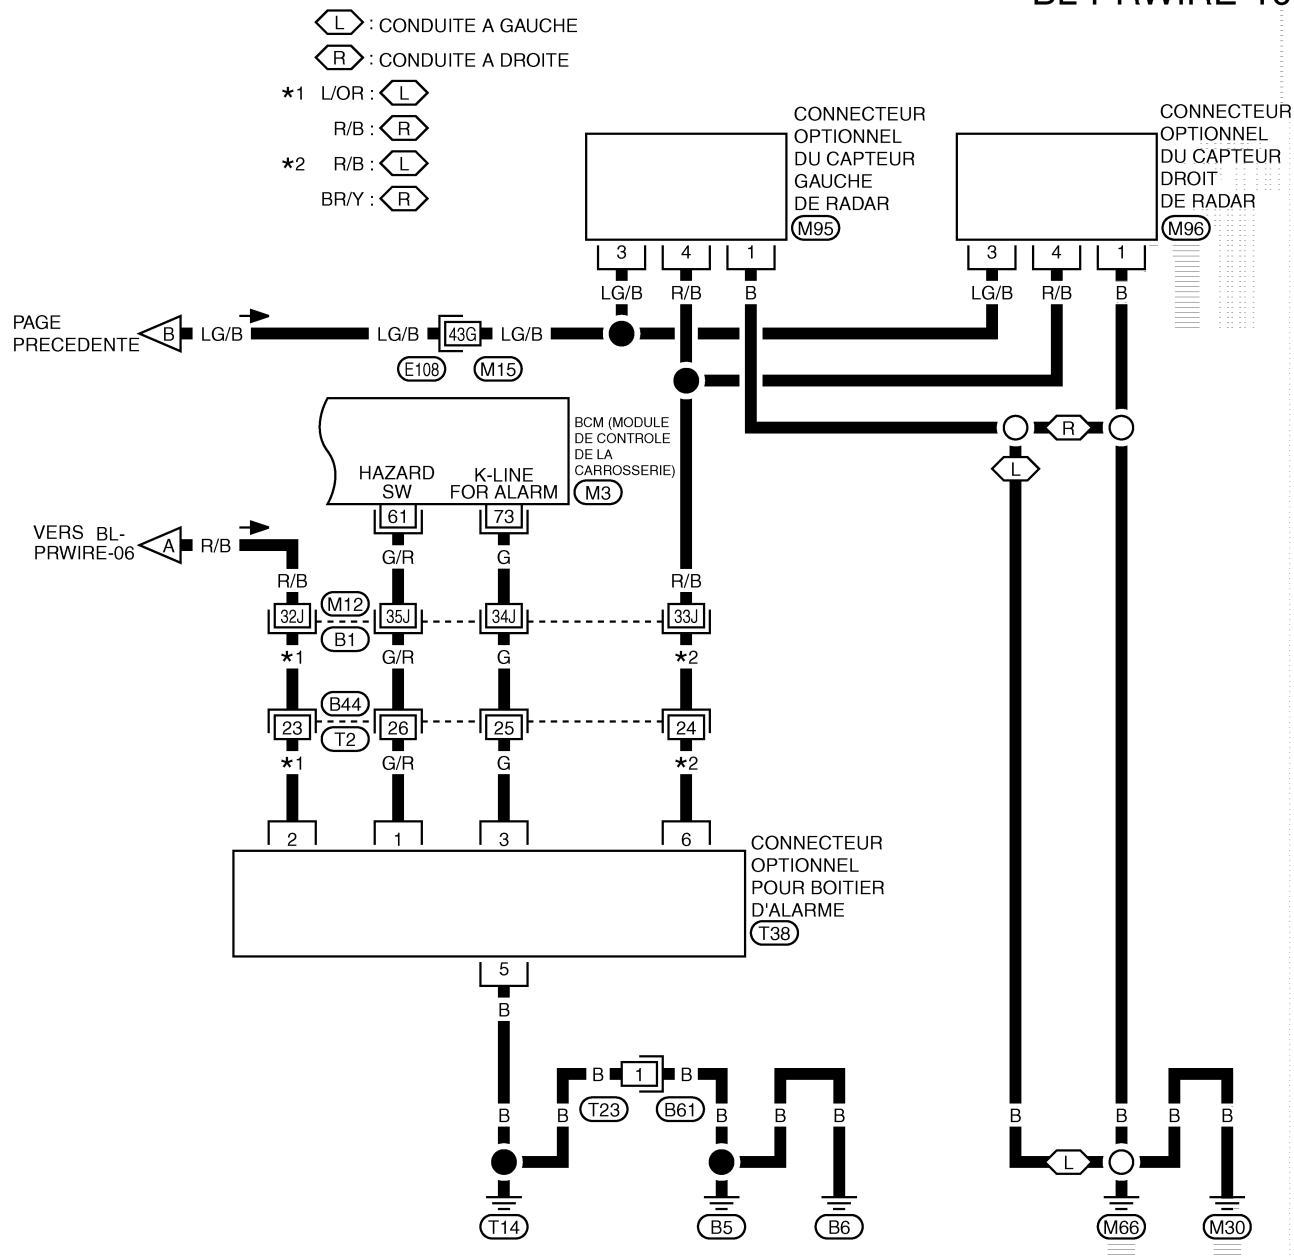 L : CONDUITE A GAUCHE
R : CONDUITE A DROITE
*1 L/OR : L
R/B : R
*2 R/B : L
BR/Y : R
CONNECTEUR
OPTIONNEL
DU CAPTEUR
GAUCHE
DE RADAR
M95
CONNECTEUR
OPTIONNEL
DU CAPTEUR
DROIT
DE RADAR
M96
3 4 1 3 4 1
LG/B R/B B LG/B R/B B
PAGE
PRECEDENTE
B LG/B LG/B 43G LG/B
E108 M15
R
L
BCM (MODULE
DE CONTROLE
DE LA
CARROSSERIE)
M3
HAZARD
SW
K-LINE
FOR ALARM
61 73
VERS BL-
PRWIRE-06
A R/B
G/R G
R/B R/B
32J M12 35J 34J 33J
B1
*1 G/R G *2
B44
23 26 25 24
T2
*1 G/R G *2
2 1 3 6
CONNECTEUR
OPTIONNEL
POUR BOITIER
D'ALARME
T38
5
B
B 1 B
T23 B61
B B B B B B B B B
L
T14 B5 B6 M66 M30